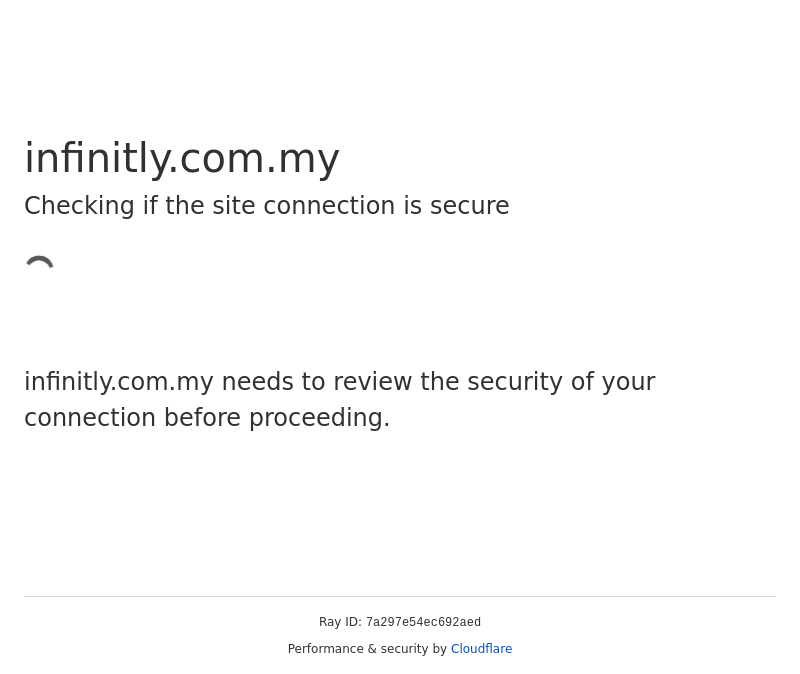 infinitly.com.my
Checking if the site connection is secure
infinitly.com.my needs to review the security of your
connection before proceeding.
Ray ID: 7a297e54ec692aed
Performance & security by Cloudflare